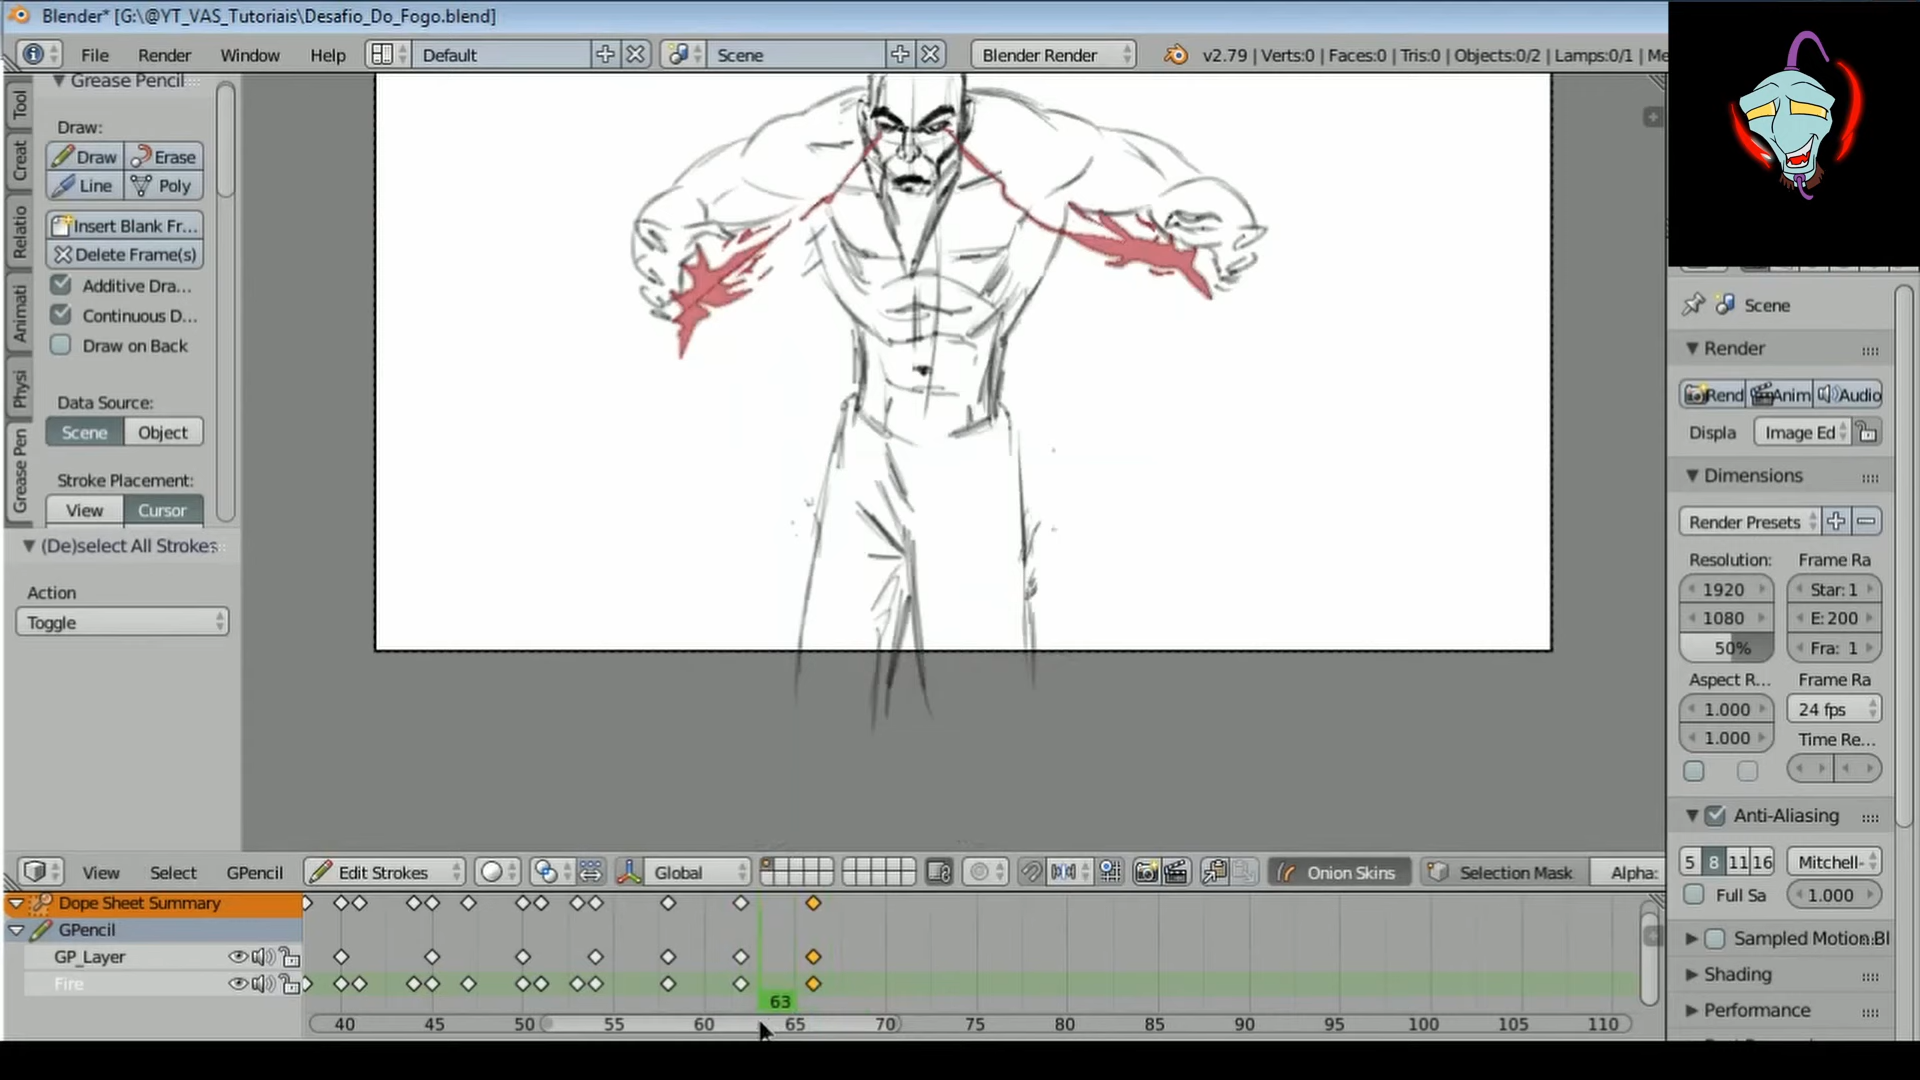 Blender* [G:\@YT_VAS_Tutoriais\Desafio_Do_Fogo.blend]
File Render Window Help Default Scene Blender Render v2.79 | Verts:0 | Faces:0 | Tris:0 | Objects:0/2 | Lamps:0/1 | Me
Grease Pencil
Draw:
Draw Erase
Line Poly
Insert Blank Fr...
Delete Frame(s)
Additive Dra...
Continuous D...
Draw on Back
Data Source:
Scene Object
Stroke Placement:
View Cursor
Tool
Creat
Relatio
Animati
Physi
Grease Pen
(De)select All Strokes
Action
Toggle
Scene
Render
Rend Anim Audio
Displa Image Ed
Dimensions
Render Presets
Resolution: Frame Ra
1920 Star: 1
1080 E: 200
50% Fra: 1
Aspect R... Frame Ra
1.000 24 fps
1.000 Time Re...
Anti-Aliasing
5 8 11 16 Mitchell-
Full Sa 1.000
Sampled Motion Bl
Shading
Performance
View Select GPencil Edit Strokes Global Onion Skins Selection Mask Alpha:
Dope Sheet Summary
GPencil
GP_Layer
Fire
63
40 45 50 55 60 65 70 75 80 85 90 95 100 105 110